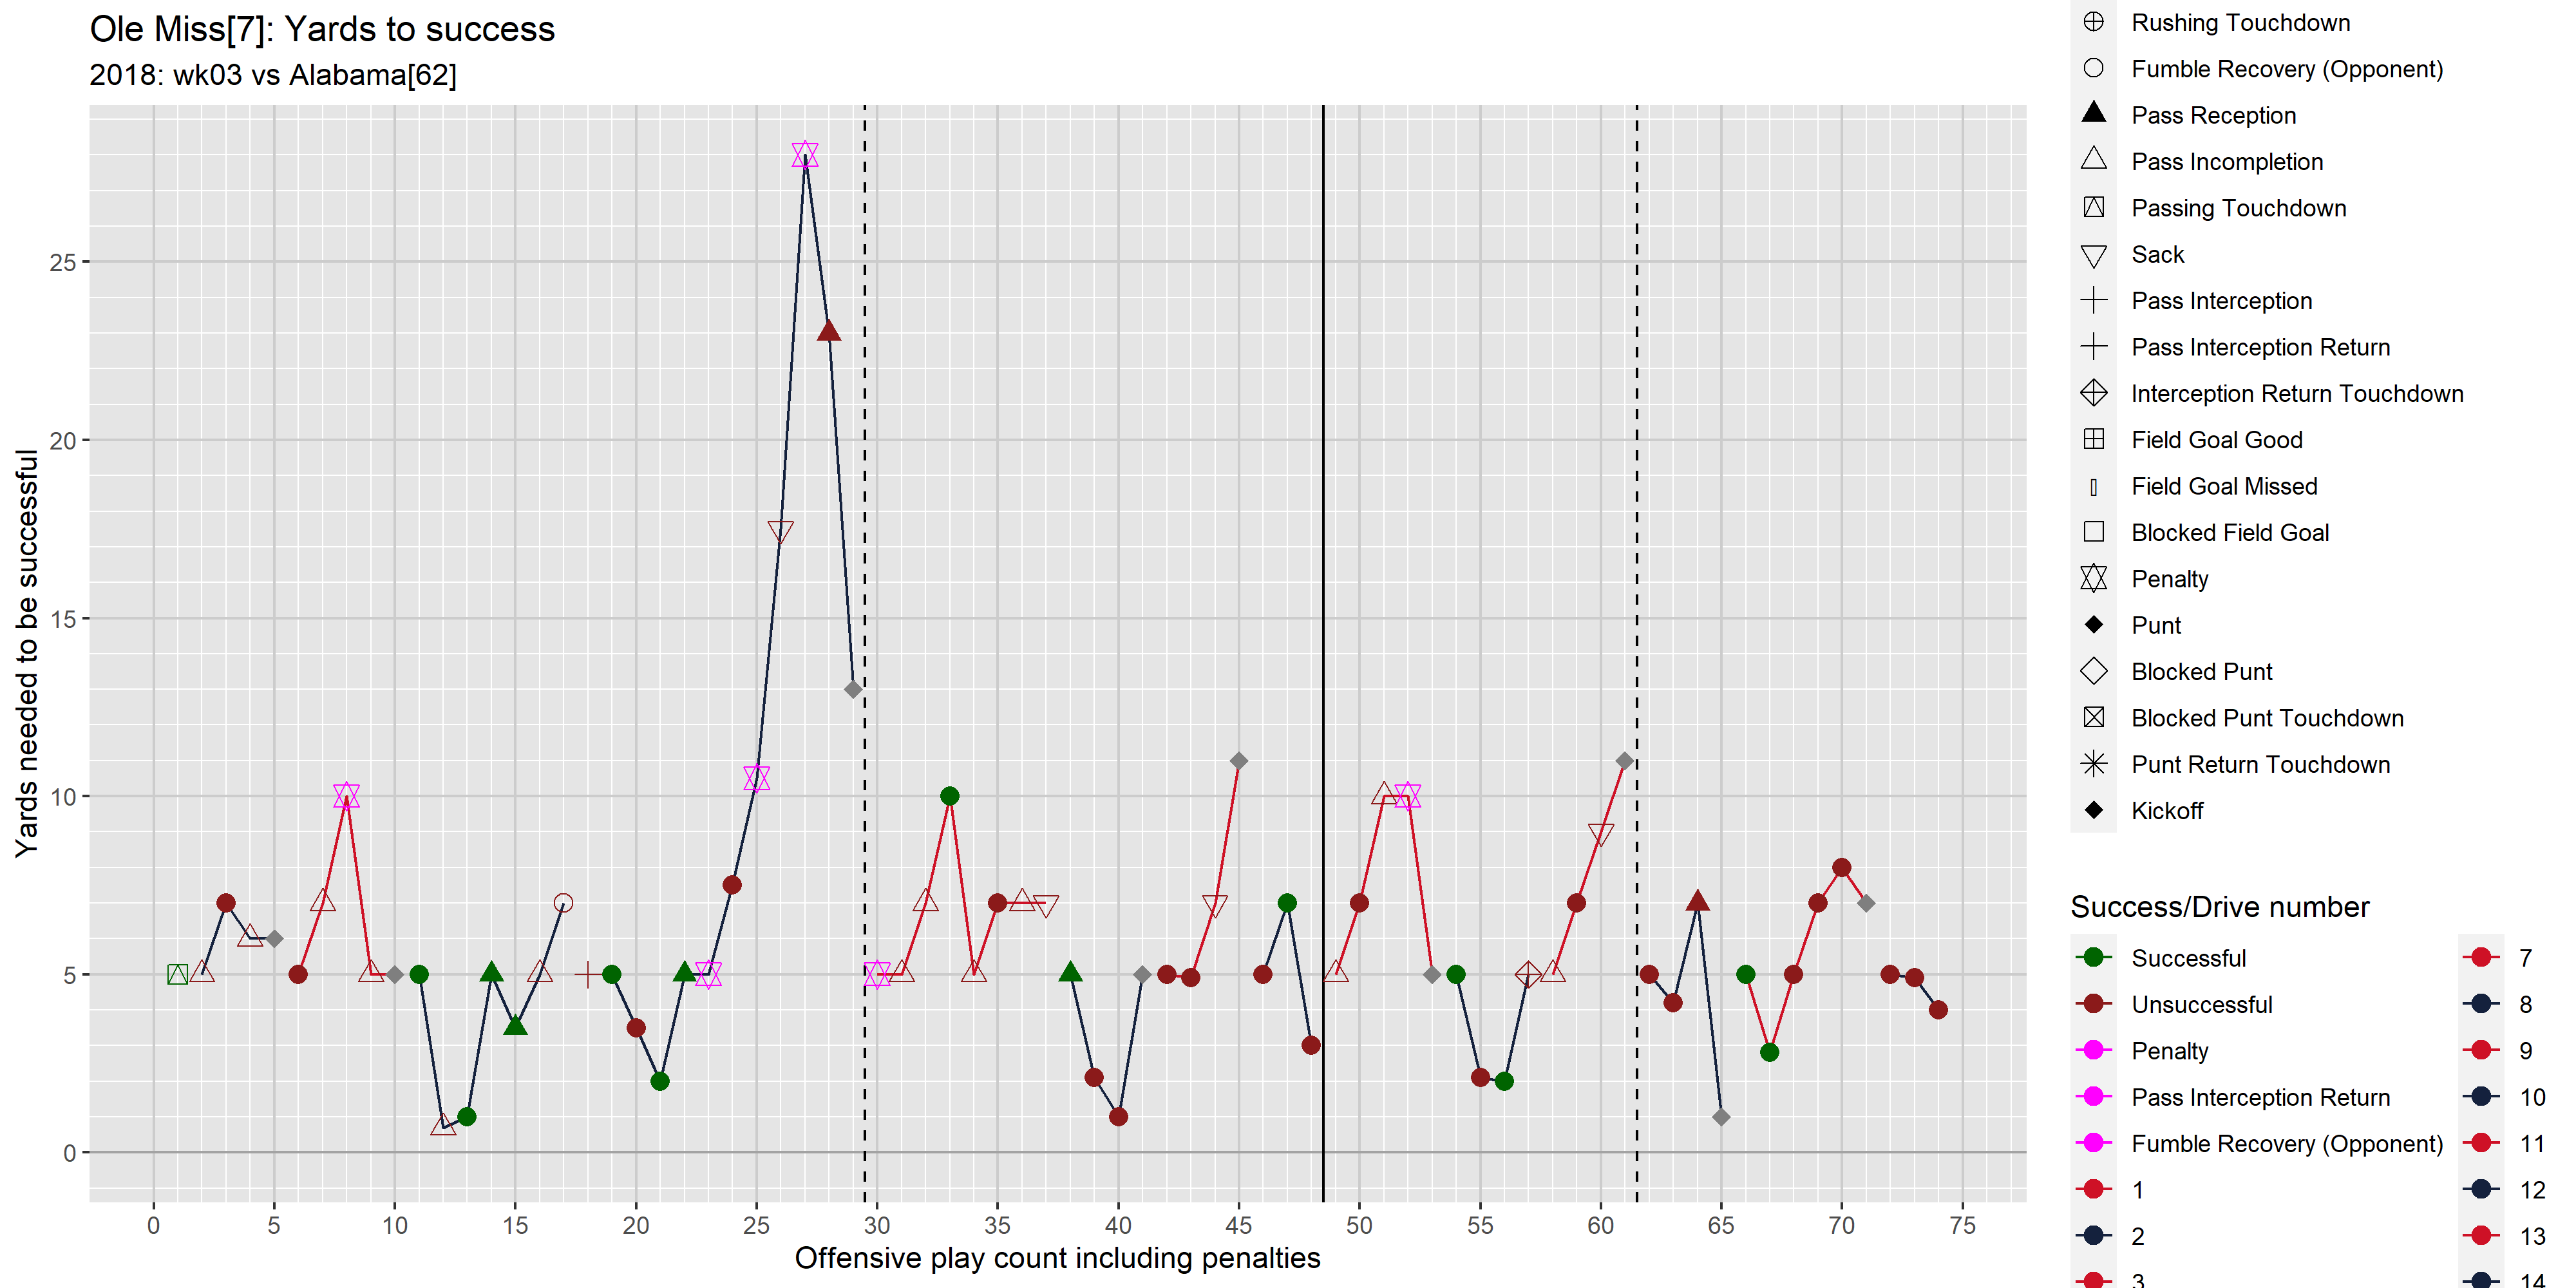 Ole Miss[7]: Yards to success
2018: wk03 vs Alabama[62]
Yards needed to be successful
25
20
15
10
5
0
0 5 10 15 20 25 30 35 40 45 50 55 60 65 70 75
Offensive play count including penalties
Rushing Touchdown
Fumble Recovery (Opponent)
Pass Reception
Pass Incompletion
Passing Touchdown
Sack
Pass Interception
Pass Interception Return
Interception Return Touchdown
Field Goal Good
Field Goal Missed
Blocked Field Goal
Penalty
Punt
Blocked Punt
Blocked Punt Touchdown
Punt Return Touchdown
Kickoff
Success/Drive number
Successful
Unsuccessful
Penalty
Pass Interception Return
Fumble Recovery (Opponent)
1
2
3
7
8
9
10
11
12
13
14